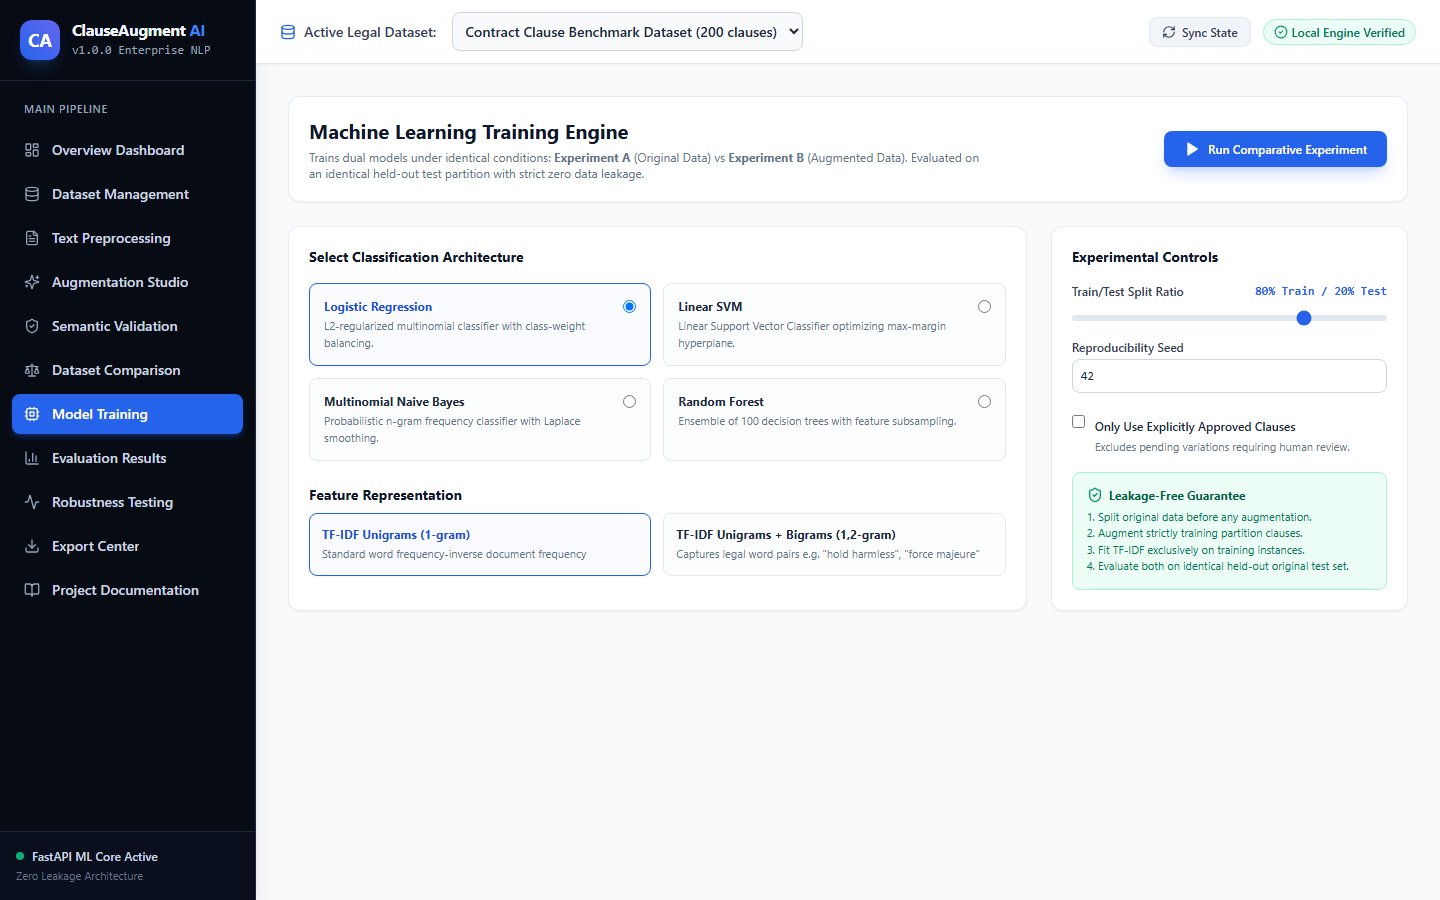 CA
ClauseAugment AI
v1.0.0 Enterprise NLP
MAIN PIPELINE
Overview Dashboard
Dataset Management
Text Preprocessing
Augmentation Studio
Semantic Validation
Dataset Comparison
Model Training
Evaluation Results
Robustness Testing
Export Center
Project Documentation
FastAPI ML Core Active
Zero Leakage Architecture
Active Legal Dataset:
Contract Clause Benchmark Dataset (200 clauses)
Sync State
Local Engine Verified
Machine Learning Training Engine
Trains dual models under identical conditions: Experiment A (Original Data) vs Experiment B (Augmented Data). Evaluated on
an identical held-out test partition with strict zero data leakage.
Run Comparative Experiment
Select Classification Architecture
Logistic Regression
L2-regularized multinomial classifier with class-weight
balancing.
Linear SVM
Linear Support Vector Classifier optimizing max-margin
hyperplane.
Multinomial Naive Bayes
Probabilistic n-gram frequency classifier with Laplace
smoothing.
Random Forest
Ensemble of 100 decision trees with feature subsampling.
Feature Representation
TF-IDF Unigrams (1-gram)
Standard word frequency-inverse document frequency
TF-IDF Unigrams + Bigrams (1,2-gram)
Captures legal word pairs e.g. "hold harmless", "force majeure"
Experimental Controls
Train/Test Split Ratio
80% Train / 20% Test
Reproducibility Seed
42
Only Use Explicitly Approved Clauses
Excludes pending variations requiring human review.
Leakage-Free Guarantee
1. Split original data before any augmentation.
2. Augment strictly training partition clauses.
3. Fit TF-IDF exclusively on training instances.
4. Evaluate both on identical held-out original test set.